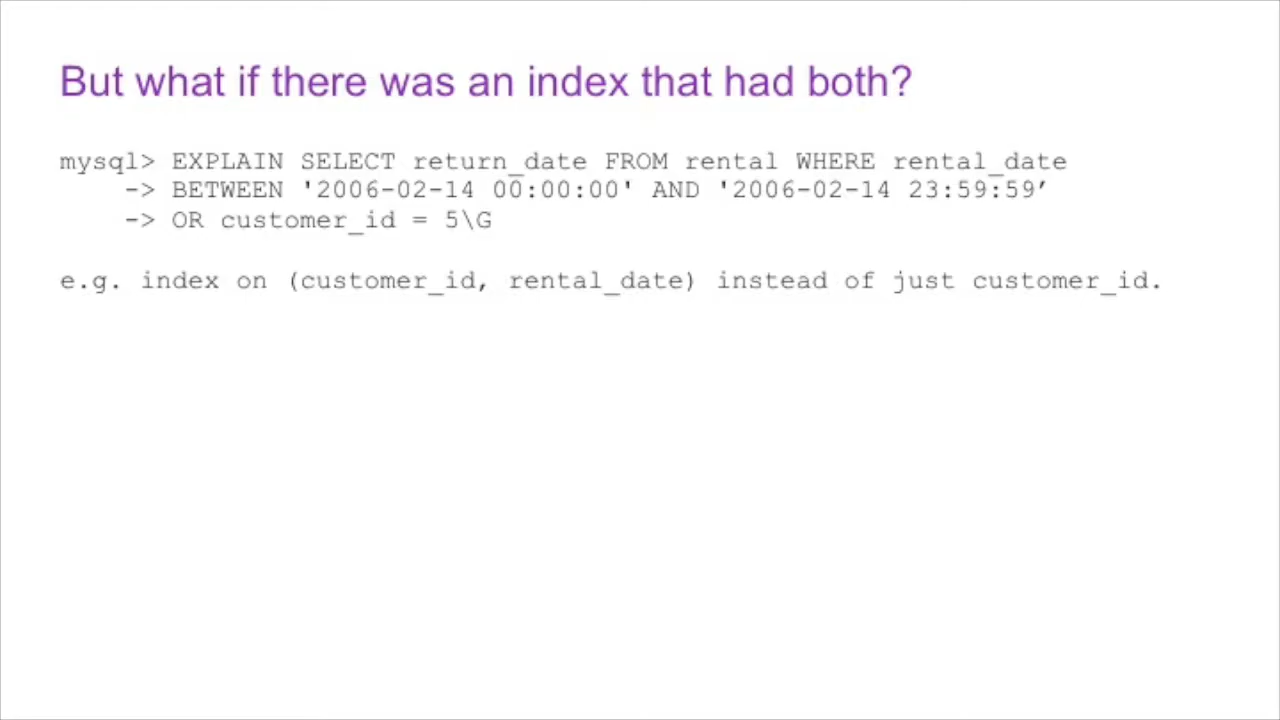 But what if there was an index that had both?
mysql> EXPLAIN SELECT return_date FROM rental WHERE rental_date
-> BETWEEN '2006-02-14 00:00:00' AND '2006-02-14 23:59:59’
-> OR customer_id = 5\G
e.g. index on (customer_id, rental_date) instead of just customer_id.